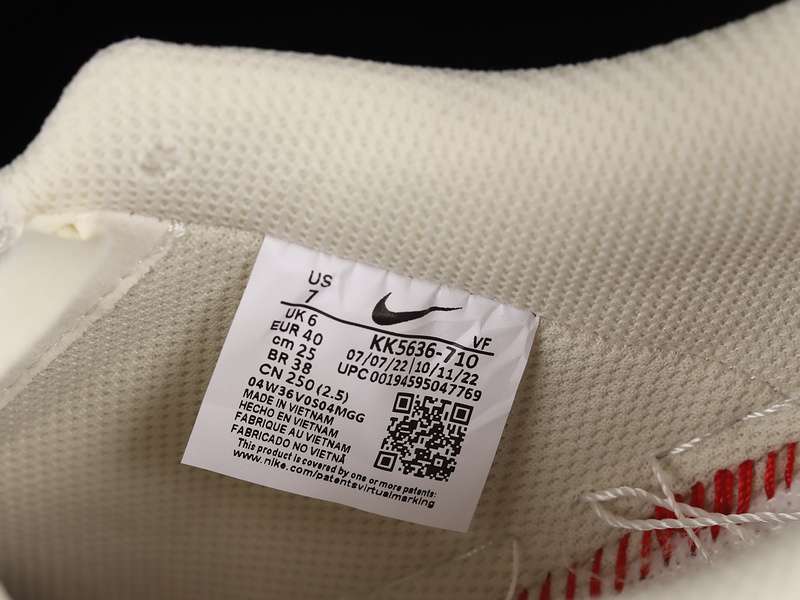 US
7
UK 6
EUR 40
cm 25
BR 38
CN 250 (2.5)
VF
KK5636-710
07/07/22 10/11/22
UPC 00194595047769
04W36V0S04MGG
MADE IN VIETNAM
HECHO EN VIETNAM
FABRIQUE AU VIETNAM
FABRICADO NO VIETNÃ
This product is covered by one or more patents:
www.nike.com/patentsvirtualmarking